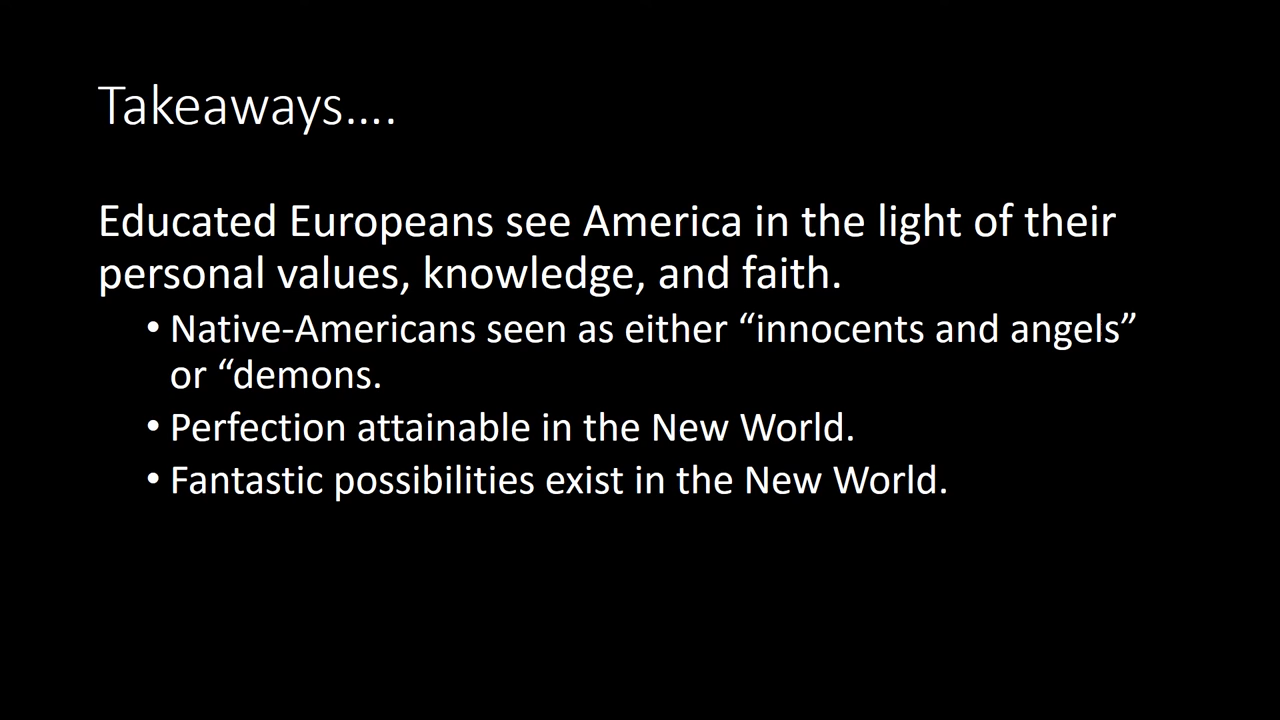 Takeaways....
Educated Europeans see America in the light of their
personal values, knowledge, and faith.
• Native-Americans seen as either “innocents and angels”
or “demons.
• Perfection attainable in the New World.
• Fantastic possibilities exist in the New World.